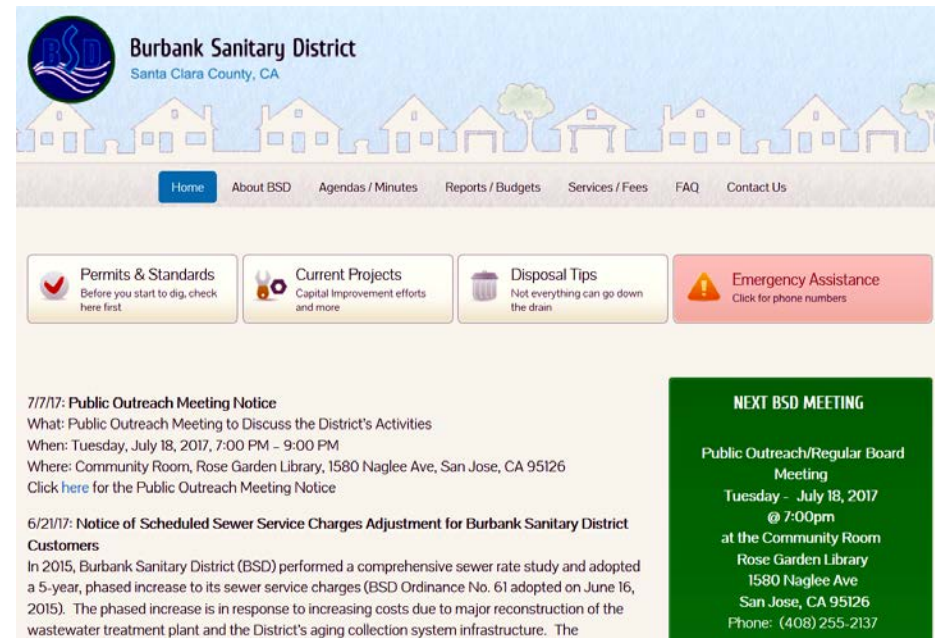 BSD
Burbank Sanitary District
Santa Clara County, CA
Home
About BSD
Agendas / Minutes
Reports / Budgets
Services / Fees
FAQ
Contact Us
Permits & Standards
Before you start to dig, check
here first
Current Projects
Capital Improvement efforts
and more
Disposal Tips
Not everything can go down
the drain
Emergency Assistance
Click for phone numbers
7/7/17: Public Outreach Meeting Notice
What: Public Outreach Meeting to Discuss the District's Activities
When: Tuesday, July 18, 2017, 7:00 PM – 9:00 PM
Where: Community Room, Rose Garden Library, 1580 Naglee Ave, San Jose, CA 95126
Click here for the Public Outreach Meeting Notice
6/21/17: Notice of Scheduled Sewer Service Charges Adjustment for Burbank Sanitary District
Customers
In 2015, Burbank Sanitary District (BSD) performed a comprehensive sewer rate study and adopted
a 5-year, phased increase to its sewer service charges (BSD Ordinance No. 61 adopted on June 16,
2015). The phased increase is in response to increasing costs due to major reconstruction of the
wastewater treatment plant and the District's aging collection system infrastructure. The
NEXT BSD MEETING
Public Outreach/Regular Board
Meeting
Tuesday - July 18, 2017
@ 7:00pm
at the Community Room
Rose Garden Library
1580 Naglee Ave
San Jose, CA 95126
Phone: (408) 255-2137